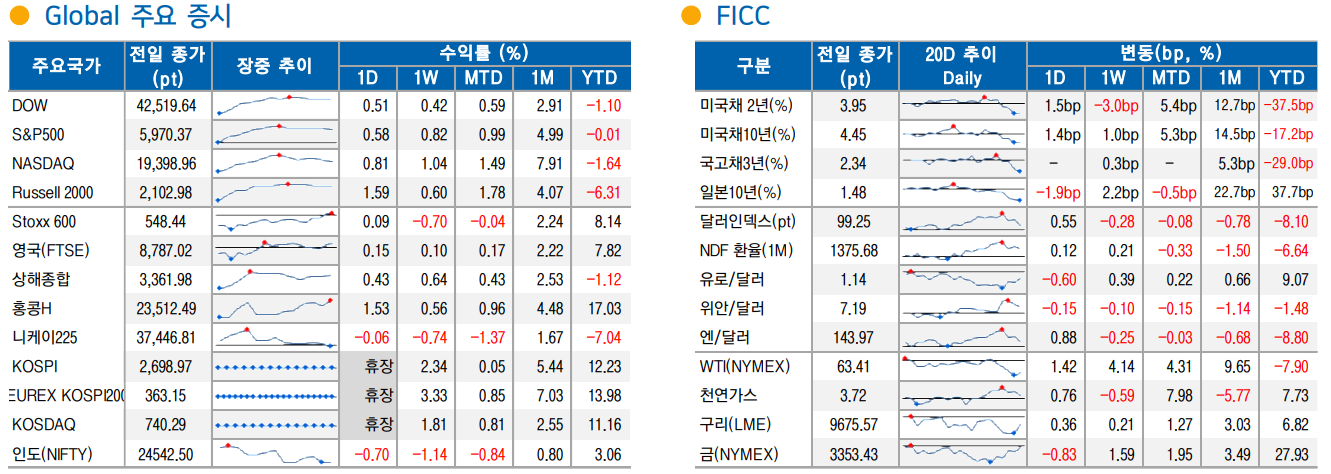 Global 주요 증시
주요국가 전일 종가(pt) 장중 추이 수익률 (%)
1D 1W MTD 1M YTD
DOW 42,519.64 0.51 0.42 0.59 2.91 −1.10
S&P500 5,970.37 0.58 0.82 0.99 4.99 −0.01
NASDAQ 19,398.96 0.81 1.04 1.49 7.91 −1.64
Russell 2000 2,102.98 1.59 0.60 1.78 4.07 −6.31
Stoxx 600 548.44 0.09 −0.70 −0.04 2.24 8.14
영국(FTSE) 8,787.02 0.15 0.10 0.17 2.22 7.82
상해종합 3,361.98 0.43 0.64 0.43 2.53 −1.12
홍콩H 23,512.49 1.53 0.56 0.96 4.48 17.03
니케이225 37,446.81 −0.06 −0.74 −1.37 1.67 −7.04
KOSPI 2,698.97 휴장 2.34 0.05 5.44 12.23
EUREX KOSPI200 363.15 휴장 3.33 0.85 7.03 13.98
KOSDAQ 740.29 휴장 1.81 0.81 2.55 11.16
인도(NIFTY) 24542.50 −0.70 −1.14 −0.84 0.80 3.06
FICC
구분 전일 종가(pt) 20D 추이 Daily 변동(bp, %)
1D 1W MTD 1M YTD
미국채 2년(%) 3.95 1.5bp −3.0bp 5.4bp 12.7bp −37.5bp
미국채10년(%) 4.45 1.4bp 1.0bp 5.3bp 14.5bp −17.2bp
국고채3년(%) 2.34 − 0.3bp − 5.3bp −29.0bp
일본10년(%) 1.48 −1.9bp 2.2bp −0.5bp 22.7bp 37.7bp
달러인덱스(pt) 99.25 0.55 −0.28 −0.08 −0.78 −8.10
NDF 환율(1M) 1375.68 0.12 0.21 −0.33 −1.50 −6.64
유로/달러 1.14 −0.60 0.39 0.22 0.66 9.07
위안/달러 7.19 −0.15 −0.10 −0.15 −1.14 −1.48
엔/달러 143.97 0.88 −0.25 −0.03 −0.68 −8.80
WTI(NYMEX) 63.41 1.42 4.14 4.31 9.65 −7.90
천연가스 3.72 0.76 −0.59 7.98 −5.77 7.73
구리(LME) 9675.57 0.36 0.21 1.27 3.03 6.82
금(NYMEX) 3353.43 −0.83 1.59 1.95 3.49 27.93